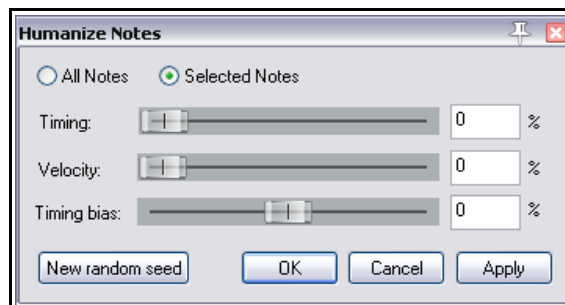 Humanize Notes
All Notes Selected Notes
Timing: 0 %
Velocity: 0 %
Timing bias: 0 %
New random seed OK Cancel Apply